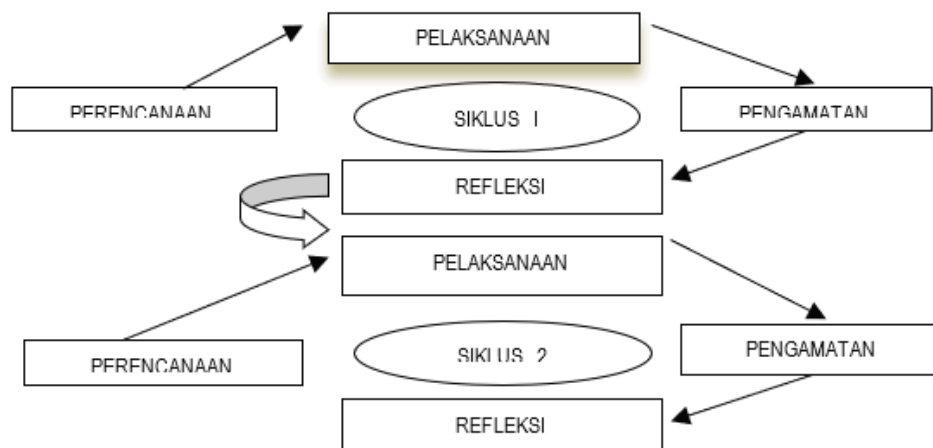 PELAKSANAAN
PERENCANAAN
SIKLUS I
PENGAMATAN
REFLEKSI
PELAKSANAAN
PERENCANAAN
SIKLUS 2
PENGAMATAN
REFLEKSI